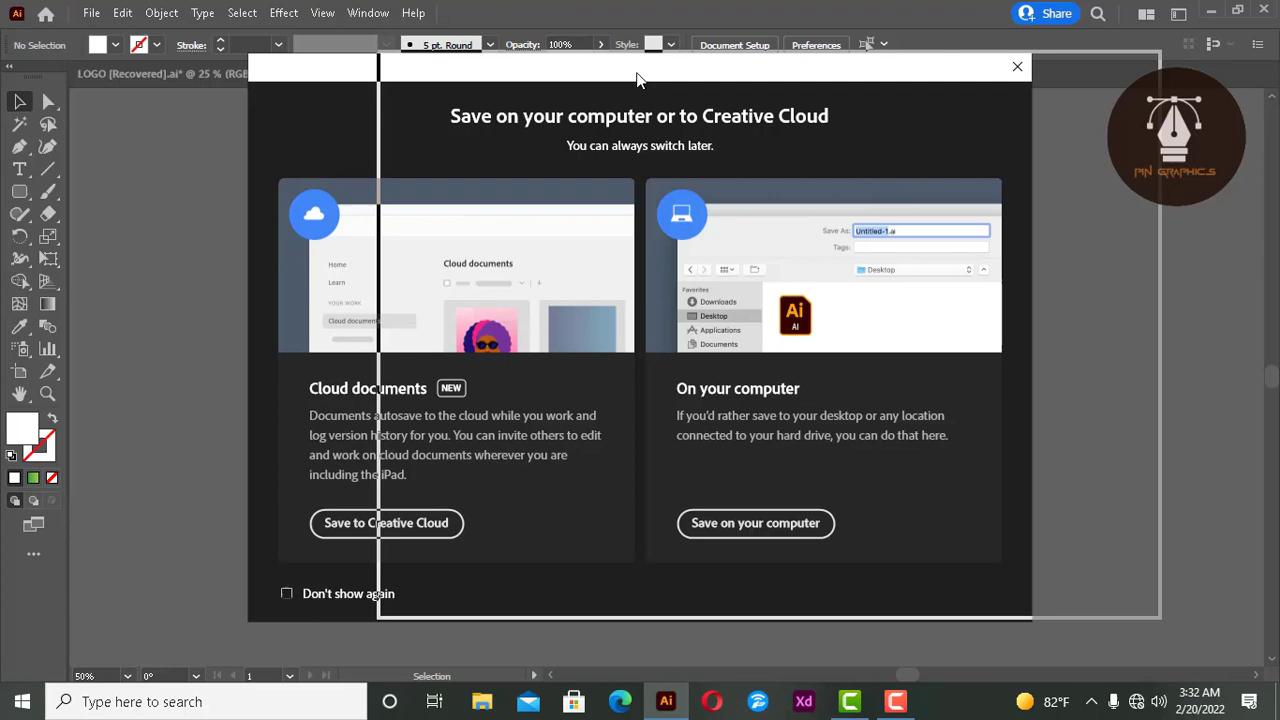 File Edit Object Type Select Effect View Window Help
Share
No Selection
Stroke:
5 pt. Round
Opacity: 100%
Style:
Document Setup
Preferences
LOGO [Recovered].ai* @ 25 % (RGB
Save on your computer or to Creative Cloud
You can always switch later.
Home
Learn
YOUR WORK
Cloud documents
Cloud documents
Save As: Untitled-1.ai
Tags:
Desktop
Favorites
Downloads
Desktop
Applications
Documents
Ai
AI
Cloud documents NEW
Documents autosave to the cloud while you work and
log version history for you. You can invite others to edit
and work on cloud documents wherever you are
including the iPad.
Save to Creative Cloud
On your computer
If you'd rather save to your desktop or any location
connected to your hard drive, you can do that here.
Save on your computer
Don't show again
PIN GRAPHICS
50%
0°
1
Selection
Type here to search
Ai
Xd
82°F
3:32 AM
2/20/2022